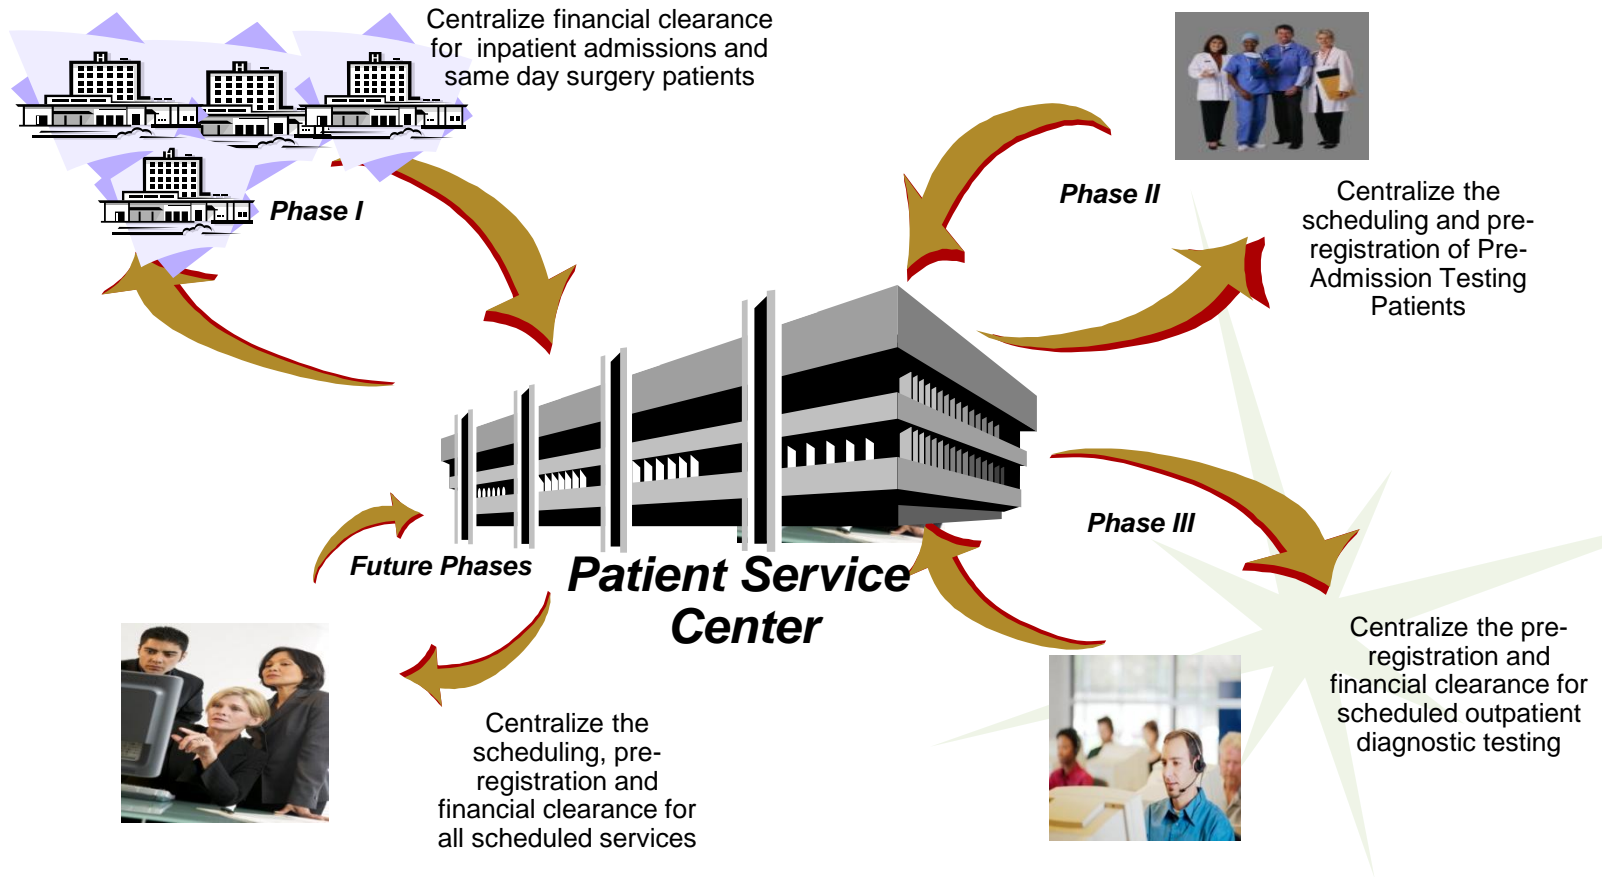 Centralize financial clearance
for inpatient admissions and
same day surgery patients
Phase I
Phase II
Centralize the
scheduling and pre-
registration of Pre-
Admission Testing
Patients
Phase III
Centralize the pre-
registration and
financial clearance for
scheduled outpatient
diagnostic testing
Future Phases
Patient Service
Center
Centralize the
scheduling, pre-
registration and
financial clearance for
all scheduled services